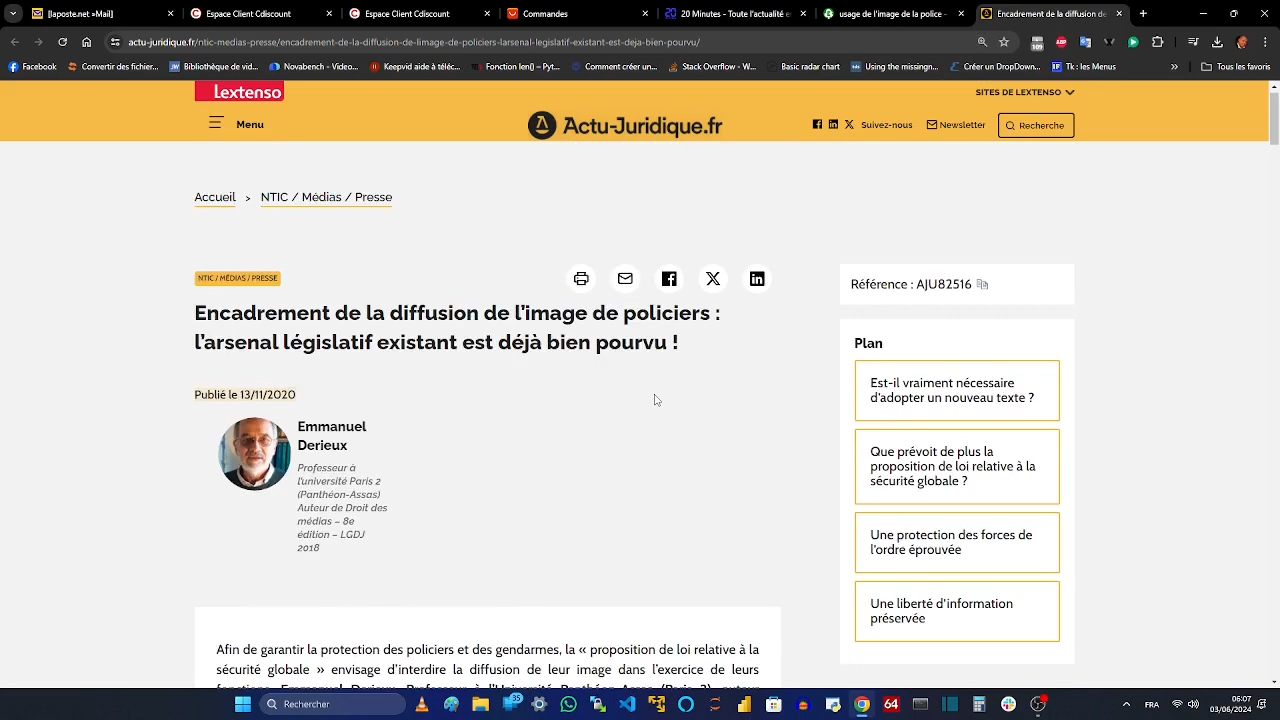 [laposte.net »Mail]
Espace Client Cdiscount
Espace Client Cdiscount
Commandes
20 Minutes - Toute l'actualité e
usage de l'image de la police -
Encadrement de la diffusion de
actu-juridique.fr/ntic-medias-presse/encadrement-de-la-diffusion-de-limage-de-policiers-larsenal-legislatif-existant-est-deja-bien-pourvu/
109
Facebook
Convertir des fichier...
Bibliothèque de vid...
Novabench - Video...
Keepvid aide à téléc...
Fonction len() – Pyt...
Comment créer un...
Stack Overflow - W...
Basic radar chart
Using the missingn...
Créer un DropDown...
Tk : les Menus
»
Tous les favoris
Lextenso
SITES DE LEXTENSO
Menu
Actu-Juridique.fr
Suivez-nous
Newsletter
Recherche
Accueil > NTIC / Médias / Presse
NTIC / MÉDIAS / PRESSE
Encadrement de la diffusion de l’image de policiers :
l’arsenal législatif existant est déjà bien pourvu !
Publié le 13/11/2020
Emmanuel
Derieux
Professeur à
l’université Paris 2
(Panthéon-Assas)
Auteur de Droit des
médias – 8e
édition – LGDJ
2018
Afin de garantir la protection des policiers et des gendarmes, la « proposition de loi relative à la
sécurité globale » envisage d’interdire la diffusion de leur image dans l’exercice de leurs
Référence : AJU82516
Plan
Est-il vraiment nécessaire
d’adopter un nouveau texte ?
Que prévoit de plus la
proposition de loi relative à la
sécurité globale ?
Une protection des forces de
l’ordre éprouvée
Une liberté d’information
préservée
Rechercher
35
64
FRA
06:07
03/06/2024